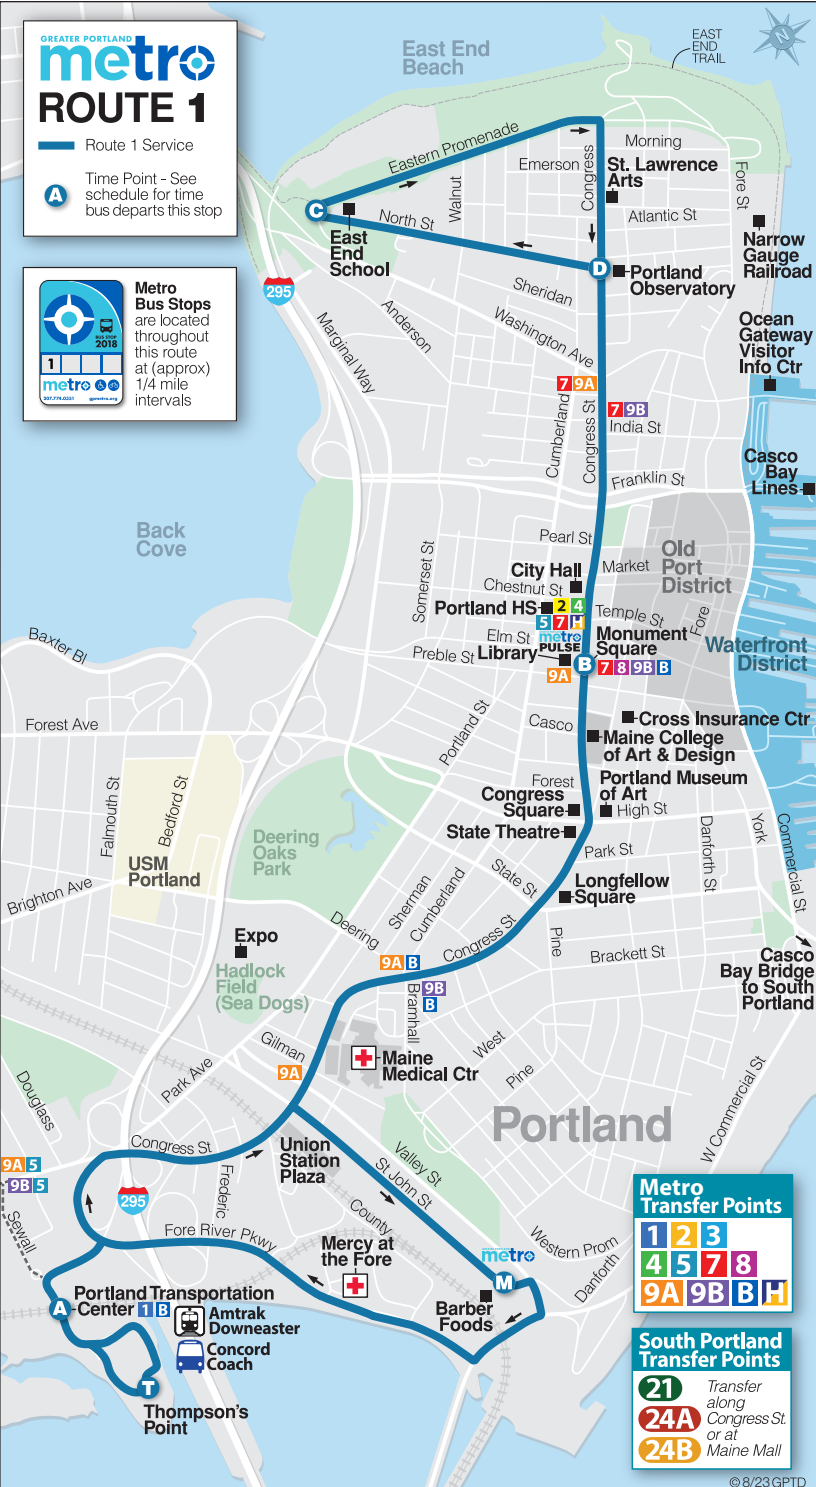 GREATER PORTLAND
metro
ROUTE 1
Route 1 Service
A
Time Point - See
schedule for time
bus departs this stop
Metro
Bus Stops
are located
throughout
this route
at (approx)
1/4 mile
intervals
BUS STOP
2018
1
metro
207.774.0351
gpmetro.org
East End
Beach
EAST
END
TRAIL
N
Eastern Promenade
Morning
Emerson
Congress
St. Lawrence
Arts
Walnut
Fore St
C
North St
Atlantic St
East
End
School
Narrow
Gauge
Railroad
D
Portland
Observatory
295
Sheridan
Anderson
Washington Ave
Marginal Way
Ocean
Gateway
Visitor
Info Ctr
7 9A
Cumberland
Congress St
7 9B
India St
Casco
Bay
Lines
Franklin St
Back
Cove
Pearl St
Old
Port
District
Somerset St
City Hall
Market
Chestnut St
Portland HS
2 4
5 7 H
Temple St
Fore
Elm St
metro
PULSE
Monument
Square
Preble St
Library
B
7 8 9B B
9A
Waterfront
District
Baxter Bl
Forest Ave
Portland St
Casco
Cross Insurance Ctr
Maine College
of Art & Design
Falmouth St
Bedford St
Forest
Portland Museum
of Art
Congress
Square
High St
State Theatre
Danforth St
York
Commercial St
Deering
Oaks
Park
USM
Portland
Park St
State St
Longfellow
Square
Brighton Ave
Sherman
Cumberland
Deering
Congress St
Pine
Brackett St
Expo
Hadlock
Field
(Sea Dogs)
9A B
9B
B
Bramhall
Casco
Bay Bridge
to South
Portland
Gilman
West
Pine
Maine
Medical Ctr
9A
Park Ave
Douglass
Portland
W Commercial St
Congress St
Union
Station
Plaza
Valley St
St John St
9A 5
9B 5
Frederic
295
County
Sewall
Fore River Pkwy
Mercy at
the Fore
Western Prom
Danforth
metro
M
Barber
Foods
Portland Transportation
Center
A
1 B
Amtrak
Downeaster
Concord
Coach
T
Thompson's
Point
Metro
Transfer Points
1 2 3
4 5 7 8
9A 9B B H
South Portland
Transfer Points
21
24A
24B
Transfer
along
Congress St.
or at
Maine Mall
© 8/23 GPTD